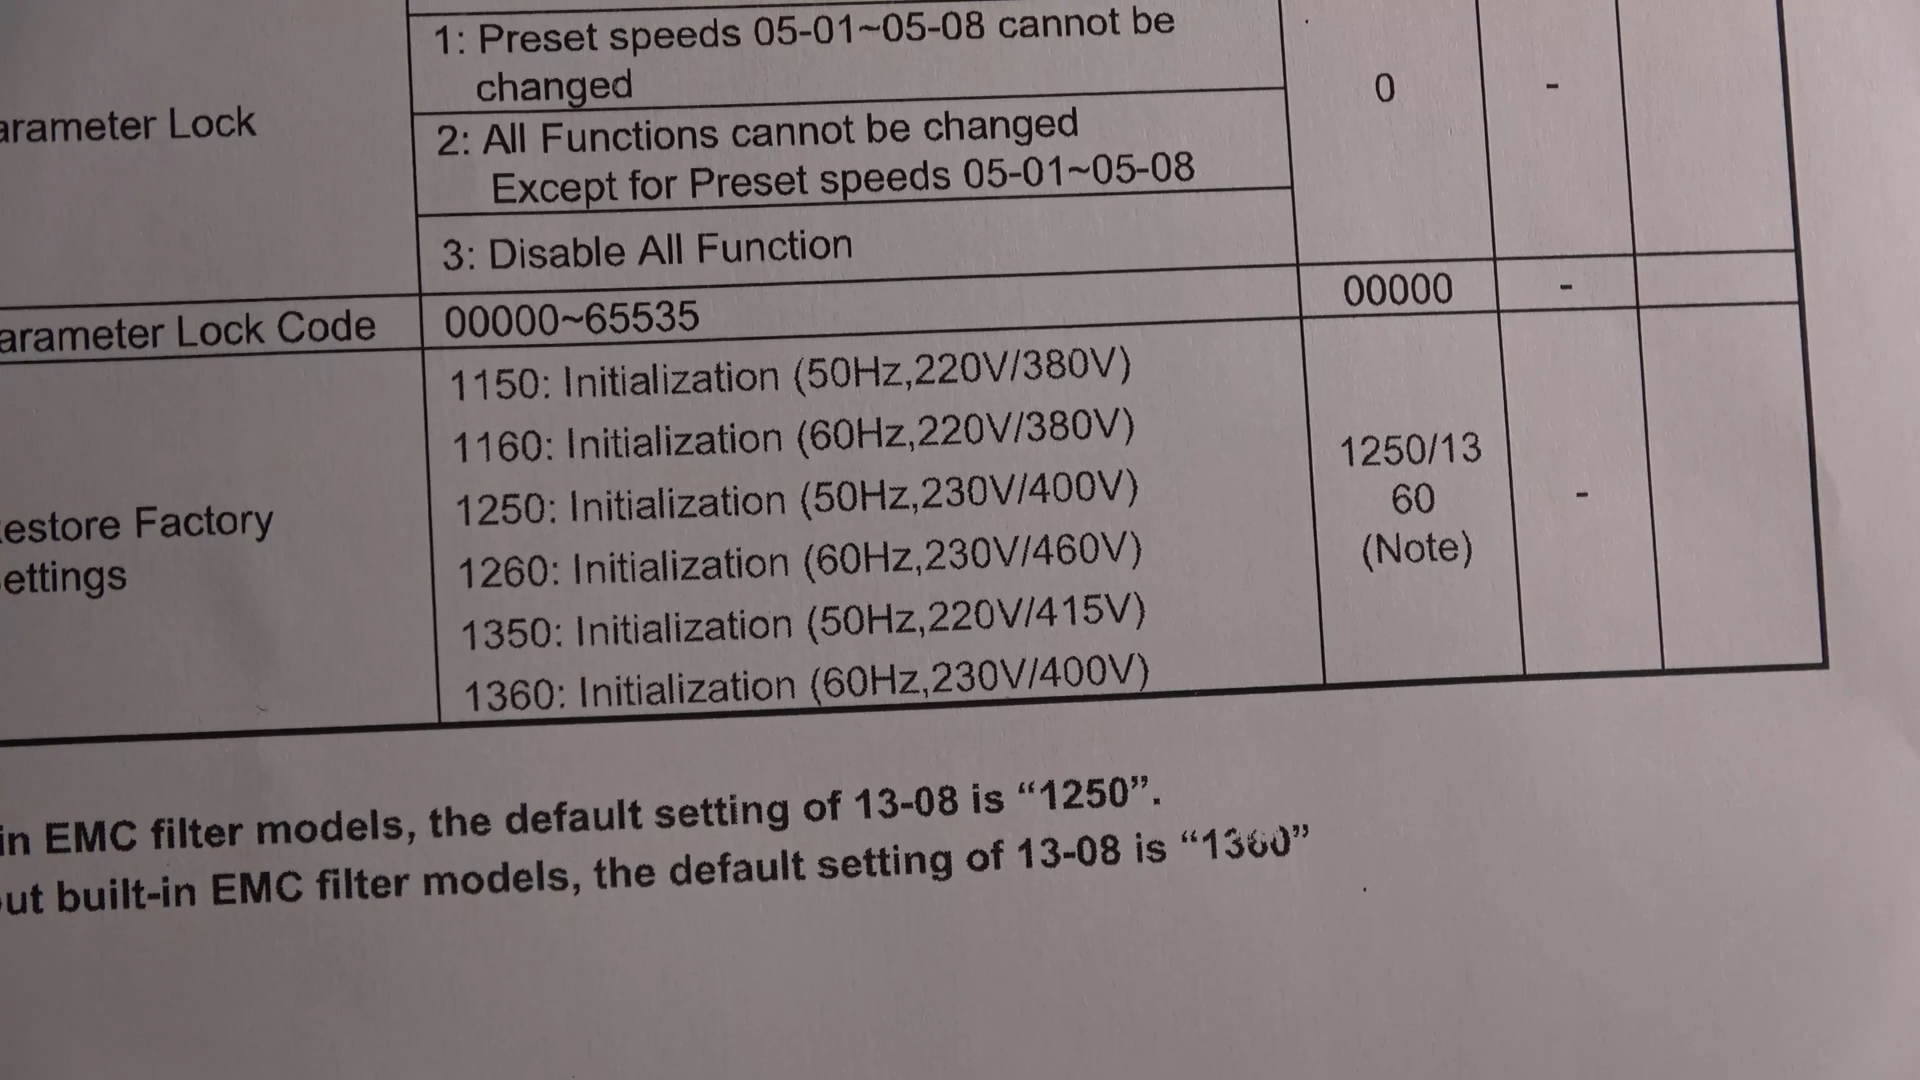 1: Preset speeds 05-01~05-08 cannot be
changed
arameter Lock
0
-
2: All Functions cannot be changed
Except for Preset speeds 05-01~05-08
3: Disable All Function
arameter Lock Code
00000~65535
00000
-
estore Factory
ettings
1150: Initialization (50Hz,220V/380V)
1160: Initialization (60Hz,220V/380V)
1250: Initialization (50Hz,230V/400V)
1260: Initialization (60Hz,230V/460V)
1350: Initialization (50Hz,220V/415V)
1360: Initialization (60Hz,230V/400V)
1250/13
60
(Note)
-
in EMC filter models, the default setting of 13-08 is “1250”.
ut built-in EMC filter models, the default setting of 13-08 is “1360”